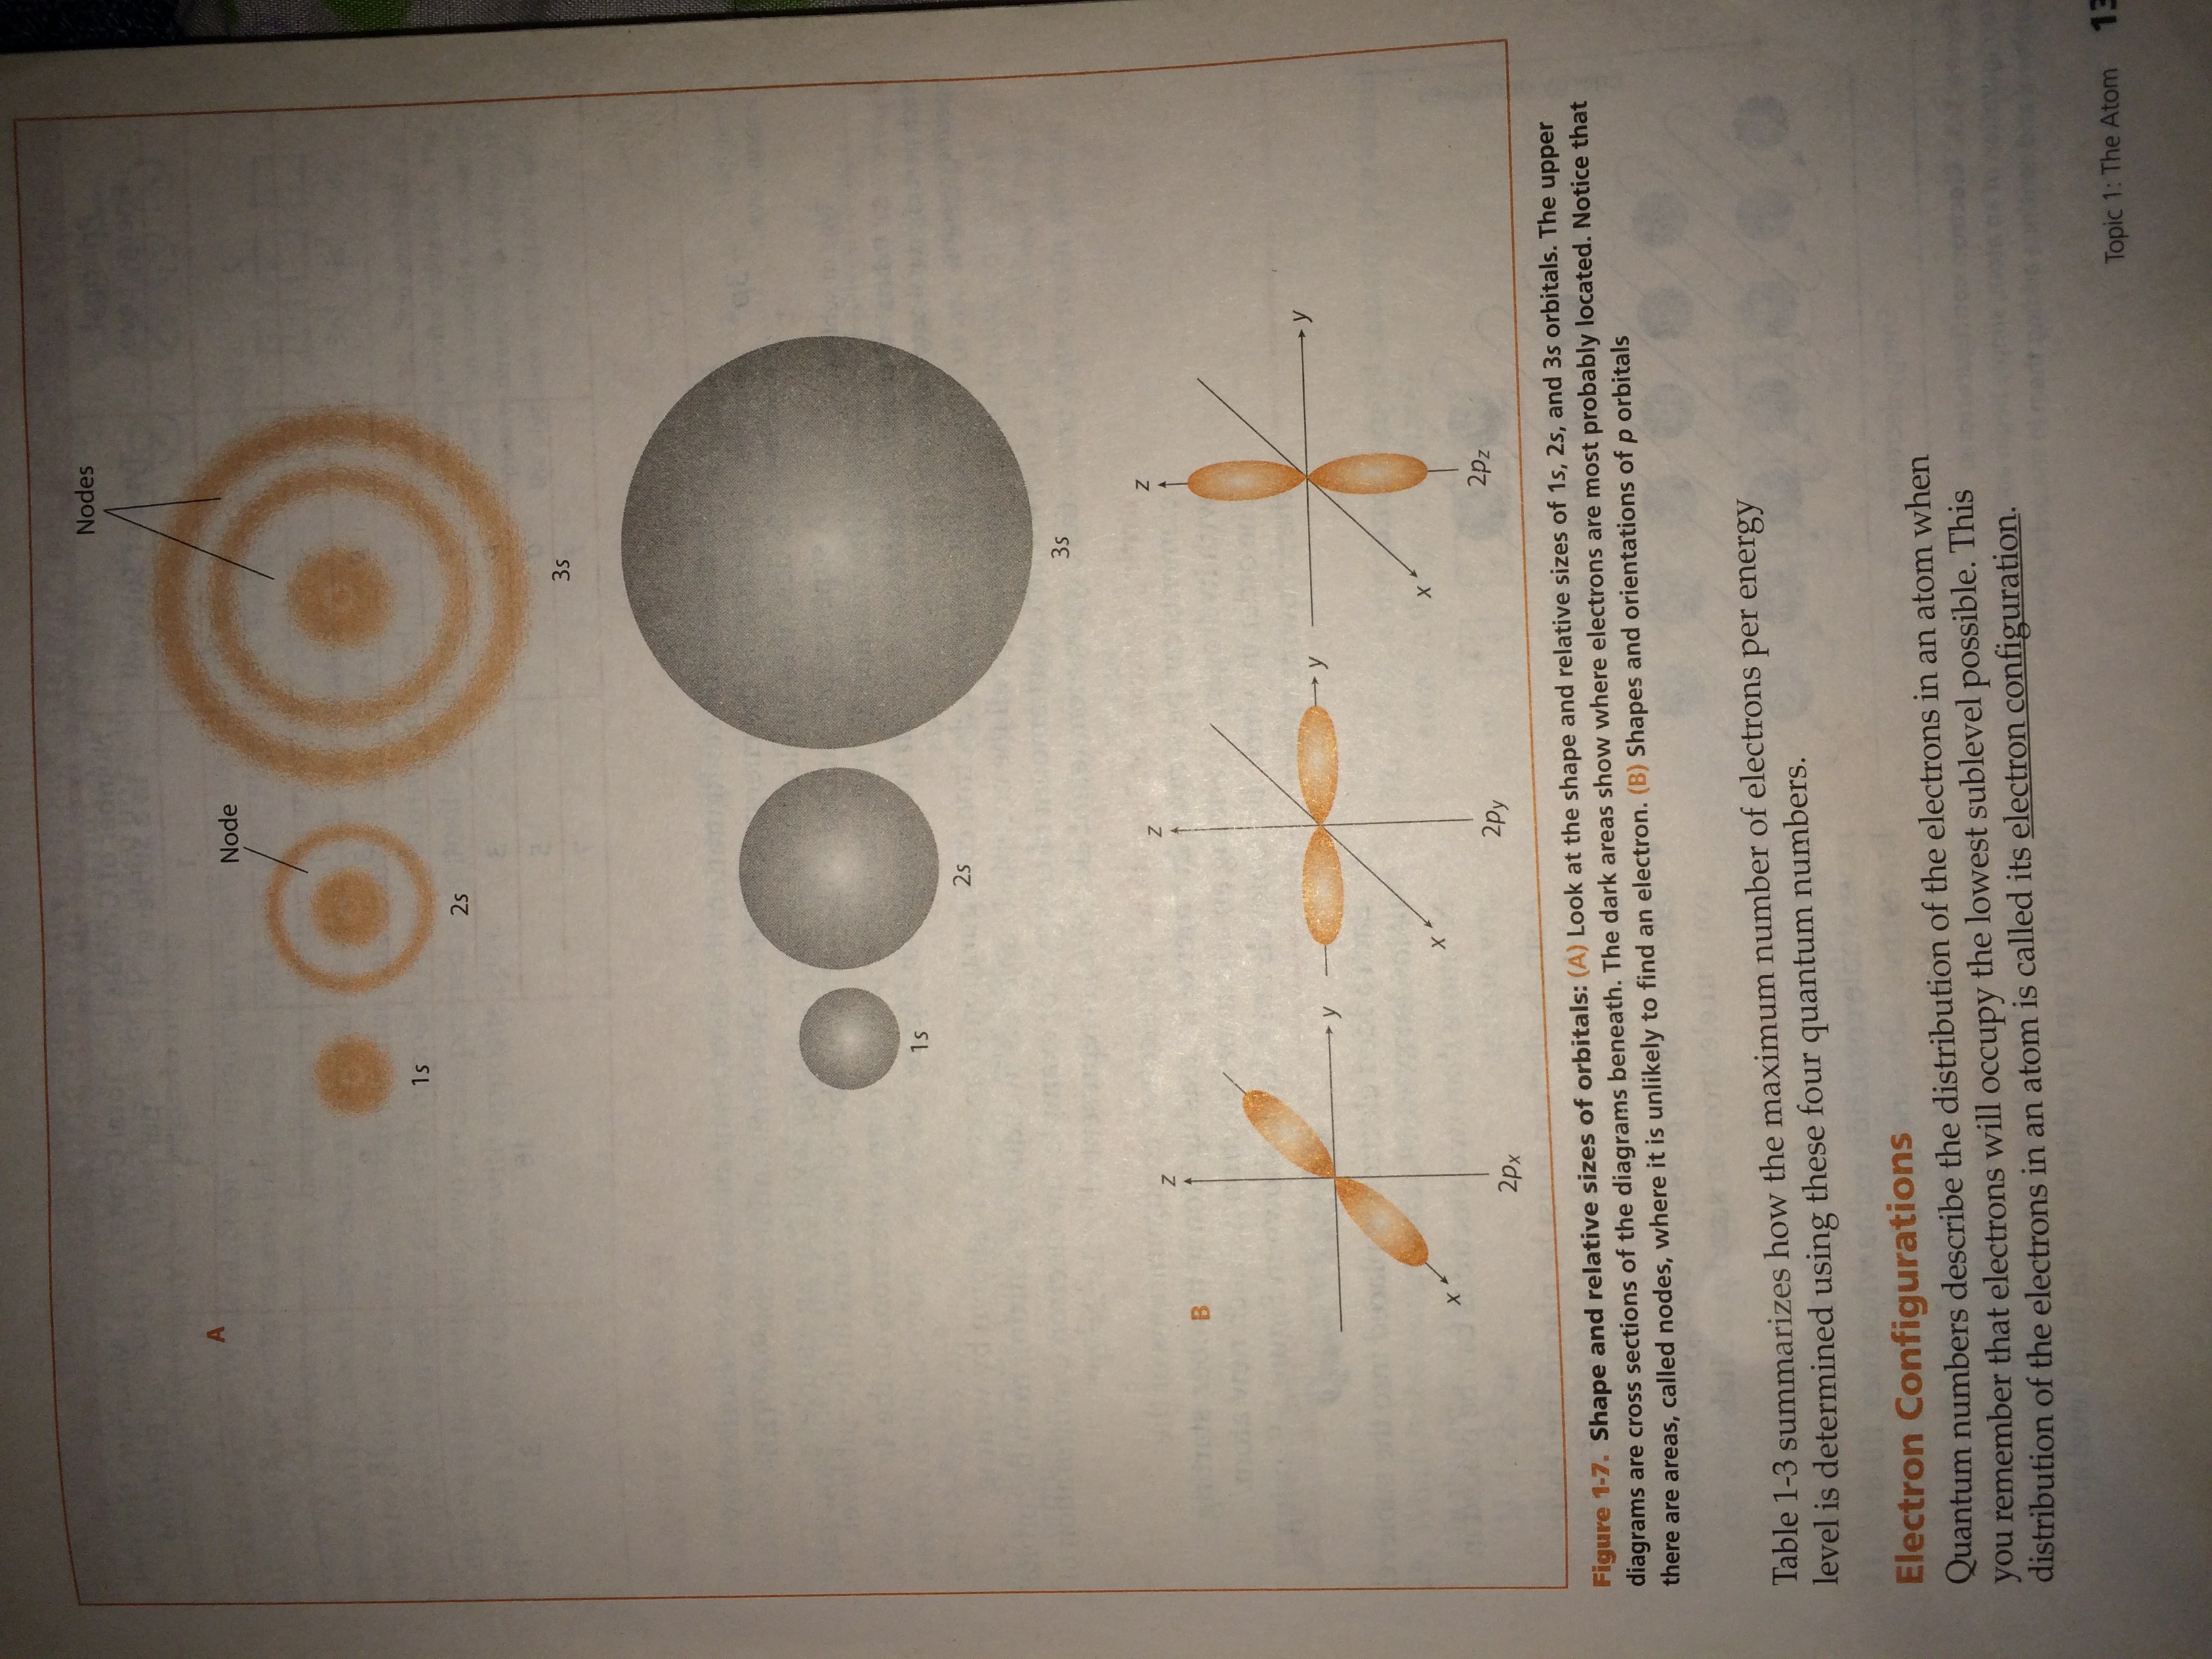 Nodes
A
Node
1s
2s
3s
1s
2s
3s
B
z
z
z
y
y
y
x
x
x
2px
2py
2pz
Figure 1-7. Shape and relative sizes of orbitals: (A) Look at the shape and relative sizes of 1s, 2s, and 3s orbitals. The upper
diagrams are cross sections of the diagrams beneath. The dark areas show where electrons are most probably located. Notice that
there are areas, called nodes, where it is unlikely to find an electron. (B) Shapes and orientations of p orbitals
Table 1-3 summarizes how the maximum number of electrons per energy
level is determined using these four quantum numbers.
Electron Configurations
Quantum numbers describe the distribution of the electrons in an atom when
you remember that electrons will occupy the lowest sublevel possible. This
distribution of the electrons in an atom is called its electron configuration.
Topic 1: The Atom 13